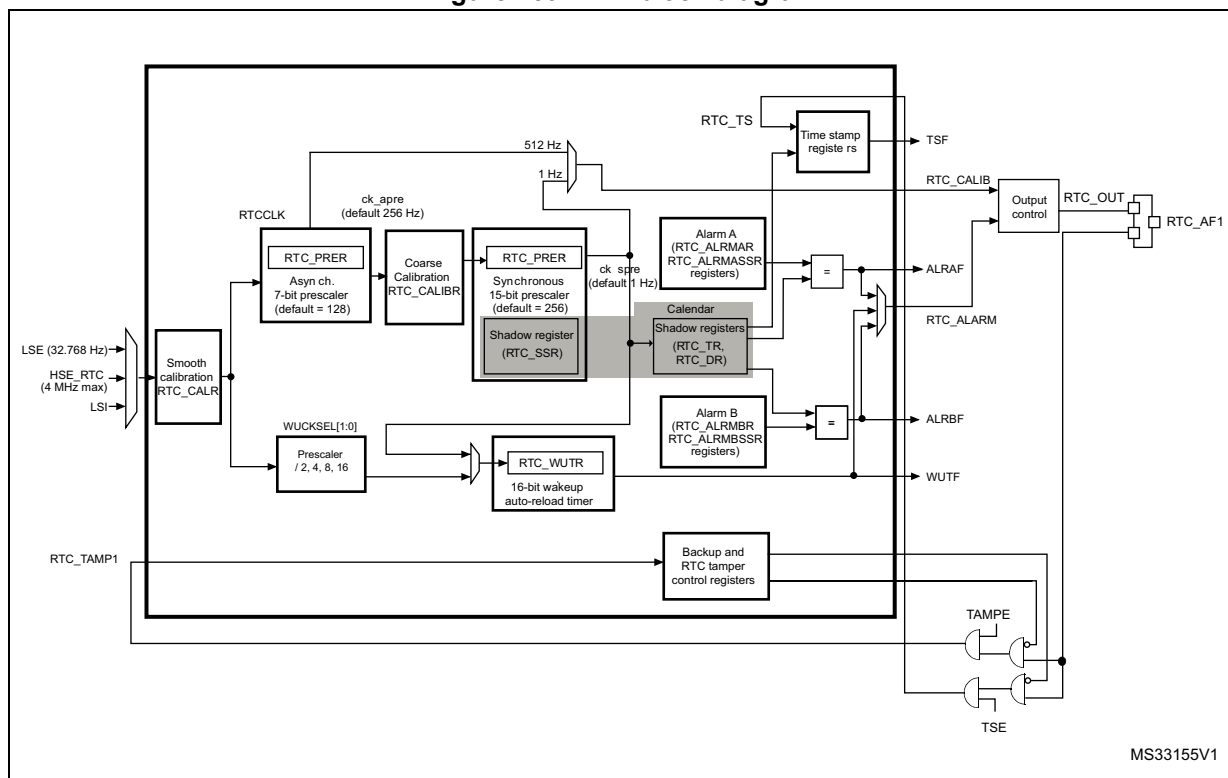 RTC_TS
Time stamp
registe rs
TSF
512 Hz
1 Hz
RTC_CALIB
ck_apre
(default 256 Hz)
RTCCLK
Output
control
RTC_OUT
RTC_AF1
RTC_PRER
Asyn ch.
7-bit prescaler
(default = 128)
Coarse
Calibration
RTC_CALIBR
RTC_PRER
Synchronous
15-bit prescaler
(default = 256)
ck_spre
(default 1 Hz)
Alarm A
(RTC_ALRMAR
RTC_ALRMASSR
registers)
=
ALRAF
Calendar
Shadow register
(RTC_SSR)
Shadow registers
(RTC_TR,
RTC_DR)
RTC_ALARM
LSE (32.768 Hz)
HSE_RTC
(4 MHz max)
LSI
Smooth
calibration
RTC_CALR
Alarm B
(RTC_ALRMBR
RTC_ALRMBSSR
registers)
=
ALRBF
WUCKSEL[1:0]
Prescaler
/ 2, 4, 8, 16
RTC_WUTR
16-bit wakeup
auto-reload timer
WUTF
RTC_TAMP1
Backup and
RTC tamper
control registers
TAMPE
TSE
MS33155V1